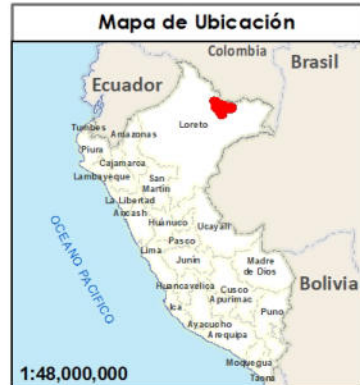 Mapa de Ubicación
Colombia
Brasil
Ecuador
Loreto
Tumbes
Amazonas
Piura
Cajamarca
Lambayeque
San
Martín
La Libertad
Ancash
Huánuco
Ucayali
OCEANO PACIFICO
Pasco
Lima
Junín
Madre
de Dios
Huancavelica
Cusco
Bolivia
Apurimac
Ica
Puno
Ayacucho
Arequipa
Moquegua
Tacna
1:48,000,000